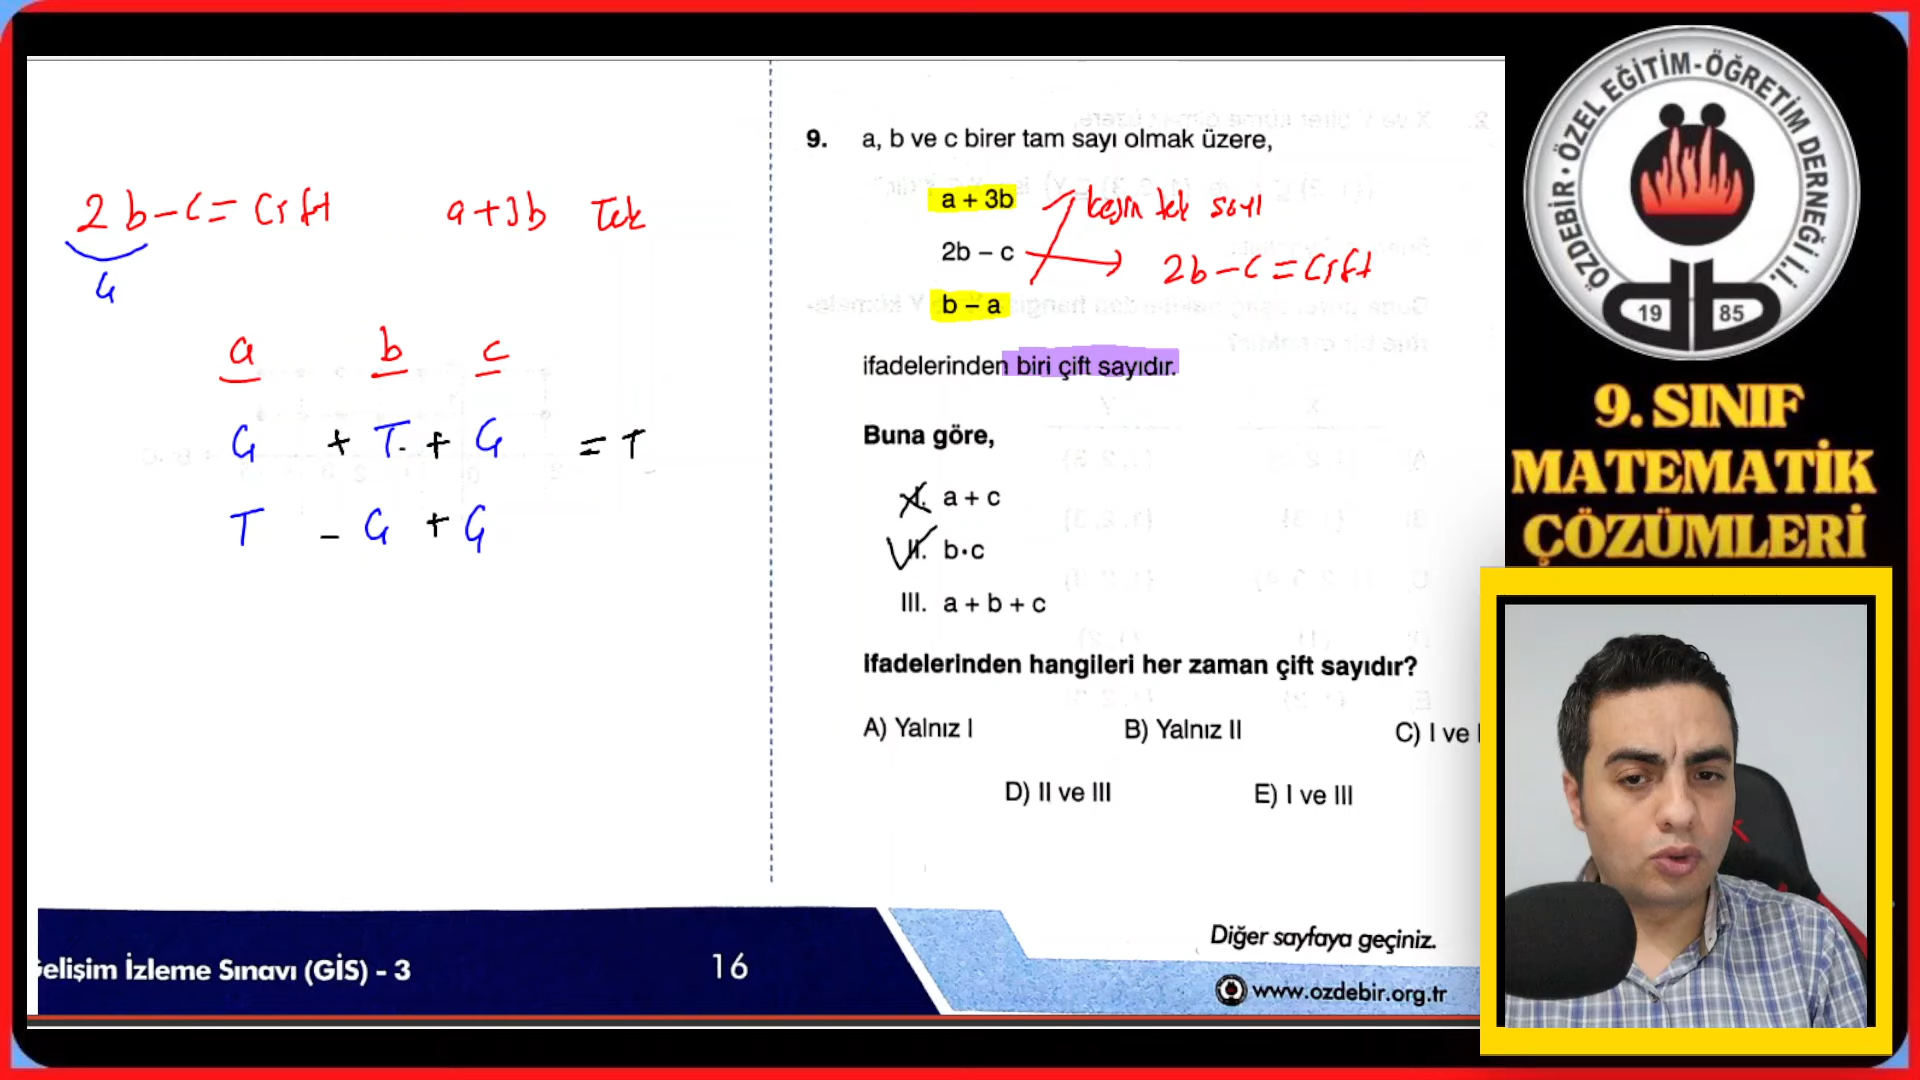 2b-c=Çift
a+3b Tek
Ç
a b c
Ç + T + Ç = T
T - Ç + Ç
9. a, b ve c birer tam sayı olmak üzere,
a + 3b
kesin tek sayı
2b – c
2b-c=Çift
b – a
ifadelerinden biri çift sayıdır.
Buna göre,
I. a + c
II. b·c
III. a + b + c
ifadelerinden hangileri her zaman çift sayıdır?
A) Yalnız I B) Yalnız II C) I ve
D) II ve III E) I ve III
Diğer sayfaya geçiniz.
elişim İzleme Sınavı (GİS) - 3
16
www.ozdebir.org.tr
ÖZDEBİR · ÖZEL EĞİTİM-ÖĞRETİM DERNEĞİ
19 85
9. SINIF
MATEMATİK
ÇÖZÜMLERİ